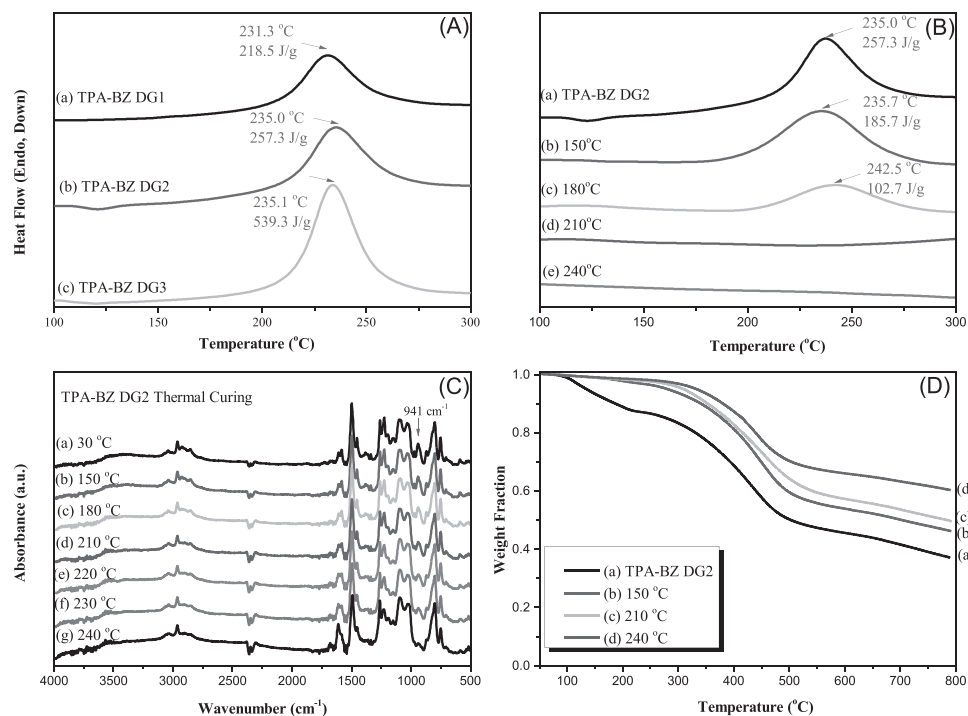 (A)
231.3 °C
218.5 J/g
(a) TPA-BZ DG1
235.0 °C
257.3 J/g
(b) TPA-BZ DG2
235.1 °C
539.3 J/g
(c) TPA-BZ DG3
Heat Flow (Endo, Down)
100 150 200 250 300
Temperature (°C)
(B)
235.0 °C
257.3 J/g
(a) TPA-BZ DG2
235.7 °C
185.7 J/g
(b) 150°C
242.5 °C
102.7 J/g
(c) 180°C
(d) 210°C
(e) 240°C
100 150 200 250 300
Temperature (°C)
(C)
TPA-BZ DG2 Thermal Curing
941 cm-1
(a) 30 °C
(b) 150 °C
(c) 180 °C
(d) 210 °C
(e) 220 °C
(f) 230 °C
(g) 240 °C
Absorbance (a.u.)
4000 3500 3000 2500 2000 1500 1000 500
Wavenumber (cm-1)
(D)
1.0
0.8
0.6
0.4
0.2
0.0
Weight Fraction
(d
(c)
(b
(a
(a) TPA-BZ DG2
(b) 150 °C
(c) 210 °C
(d) 240 °C
100 200 300 400 500 600 700 800
Temperature (°C)